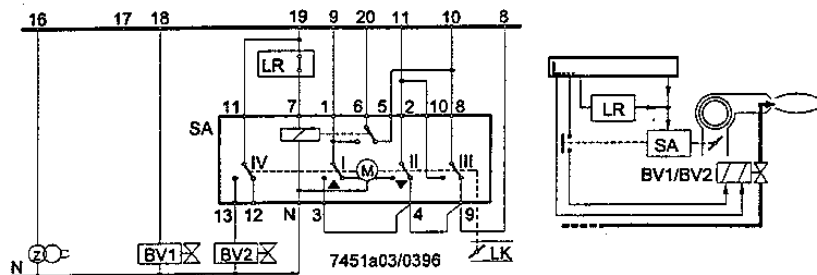 16 17 18 19 9 20 11 10 8
LR
11 7 1 6 5 2 10 8
SA
IV I M II III
13 12 N 3 4 9
N Z BV1 BV2 7451a03/0396 LK
L
LR
SA
BV1/BV2